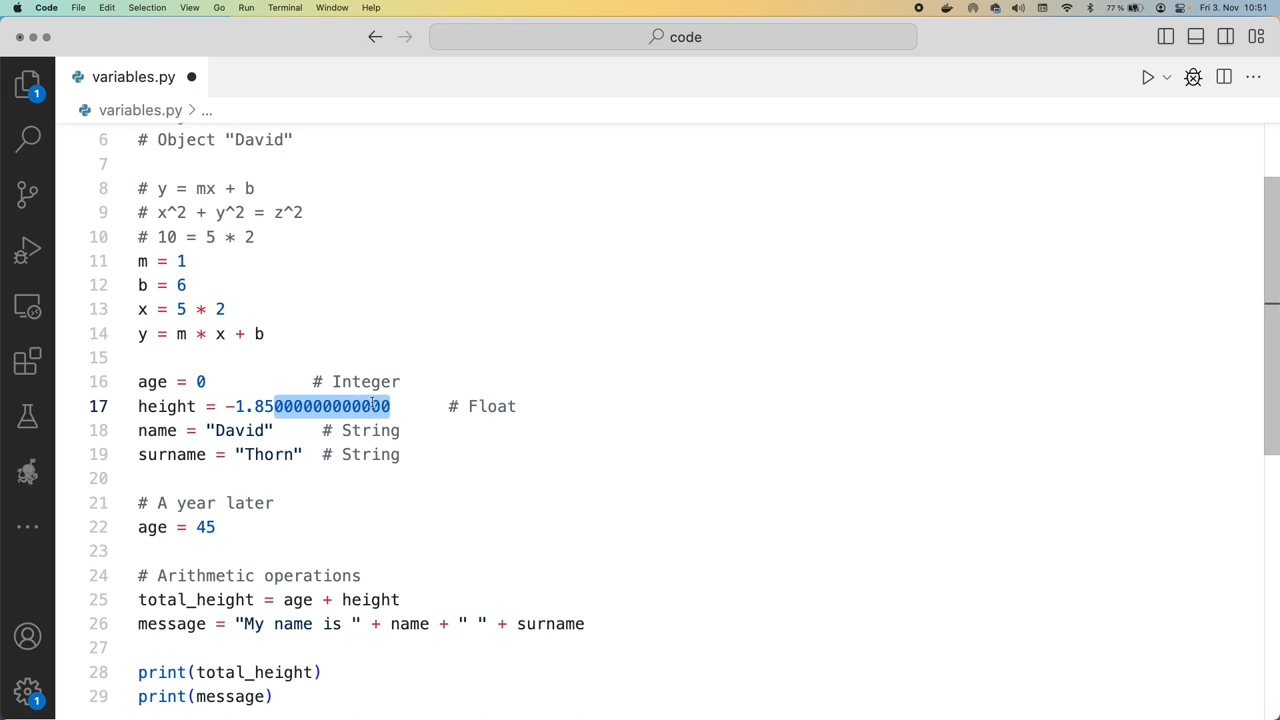 Code File Edit Selection View Go Run Terminal Window Help 77 % Fri 3. Nov 10:51
code
variables.py
variables.py > ...
6 # Object "David"
7
8 # y = mx + b
9 # x^2 + y^2 = z^2
10 # 10 = 5 * 2
11 m = 1
12 b = 6
13 x = 5 * 2
14 y = m * x + b
15
16 age = 0 # Integer
17 height = -1.85000000000000 # Float
18 name = "David" # String
19 surname = "Thorn" # String
20
21 # A year later
22 age = 45
23
24 # Arithmetic operations
25 total_height = age + height
26 message = "My name is " + name + " " + surname
27
28 print(total_height)
29 print(message)
1
1